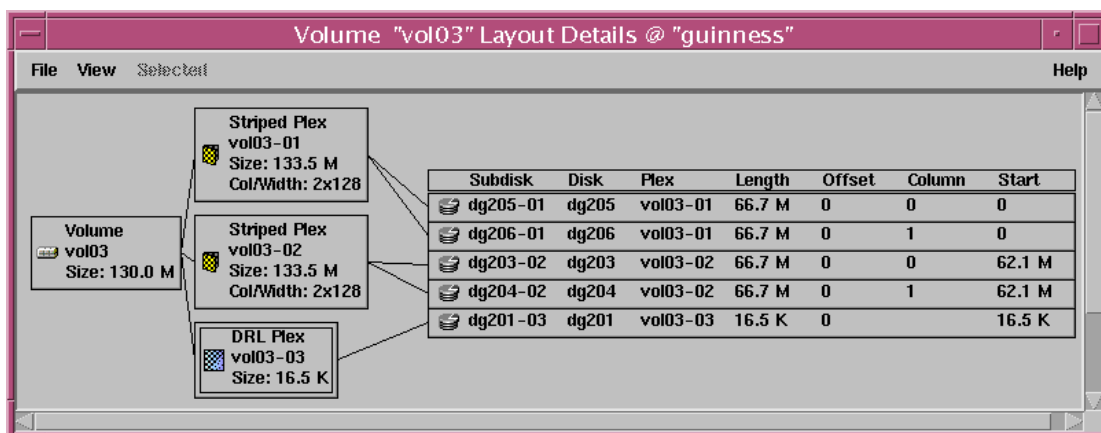 Volume "vol03" Layout Details @ "guinness"
File View Selected Help
Striped Plex
vol03-01
Size: 133.5 M
Col/Width: 2x128
Volume
vol03
Size: 130.0 M
Striped Plex
vol03-02
Size: 133.5 M
Col/Width: 2x128
DRL Plex
vol03-03
Size: 16.5 K
Subdisk Disk Plex Length Offset Column Start
dg205-01 dg205 vol03-01 66.7 M 0 0 0
dg206-01 dg206 vol03-01 66.7 M 0 1 0
dg203-02 dg203 vol03-02 66.7 M 0 0 62.1 M
dg204-02 dg204 vol03-02 66.7 M 0 1 62.1 M
dg201-03 dg201 vol03-03 16.5 K 0 16.5 K